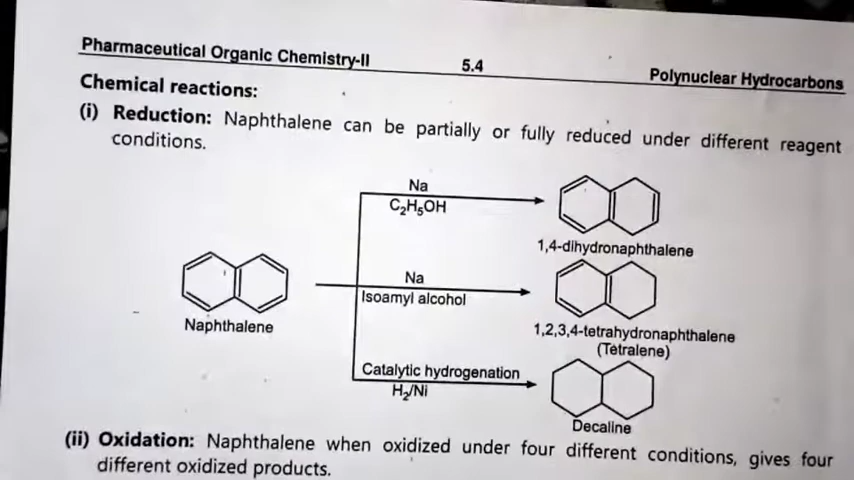 Pharmaceutical Organic Chemistry-II 5.4 Polynuclear Hydrocarbons
Chemical reactions:
(i) Reduction: Naphthalene can be partially or fully reduced under different reagent
conditions.
Na
C₂H₅OH
1,4-dihydronaphthalene
Na
Isoamyl alcohol
Naphthalene
1,2,3,4-tetrahydronaphthalene
(Tetralene)
Catalytic hydrogenation
H₂/Ni
Decaline
(ii) Oxidation: Naphthalene when oxidized under four different conditions, gives four
different oxidized products.